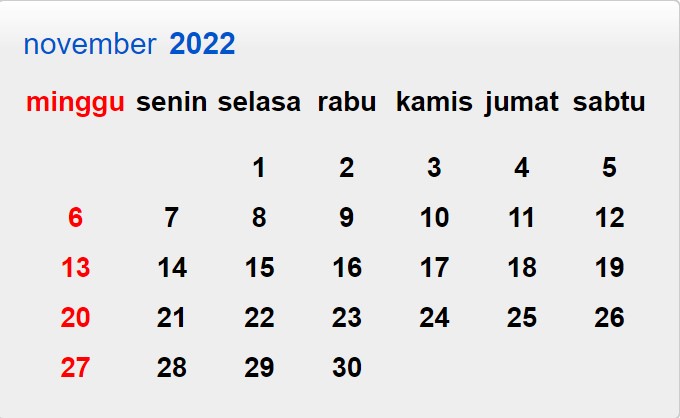 november 2022
minggu senin selasa rabu kamis jumat sabtu
1 2 3 4 5
6 7 8 9 10 11 12
13 14 15 16 17 18 19
20 21 22 23 24 25 26
27 28 29 30